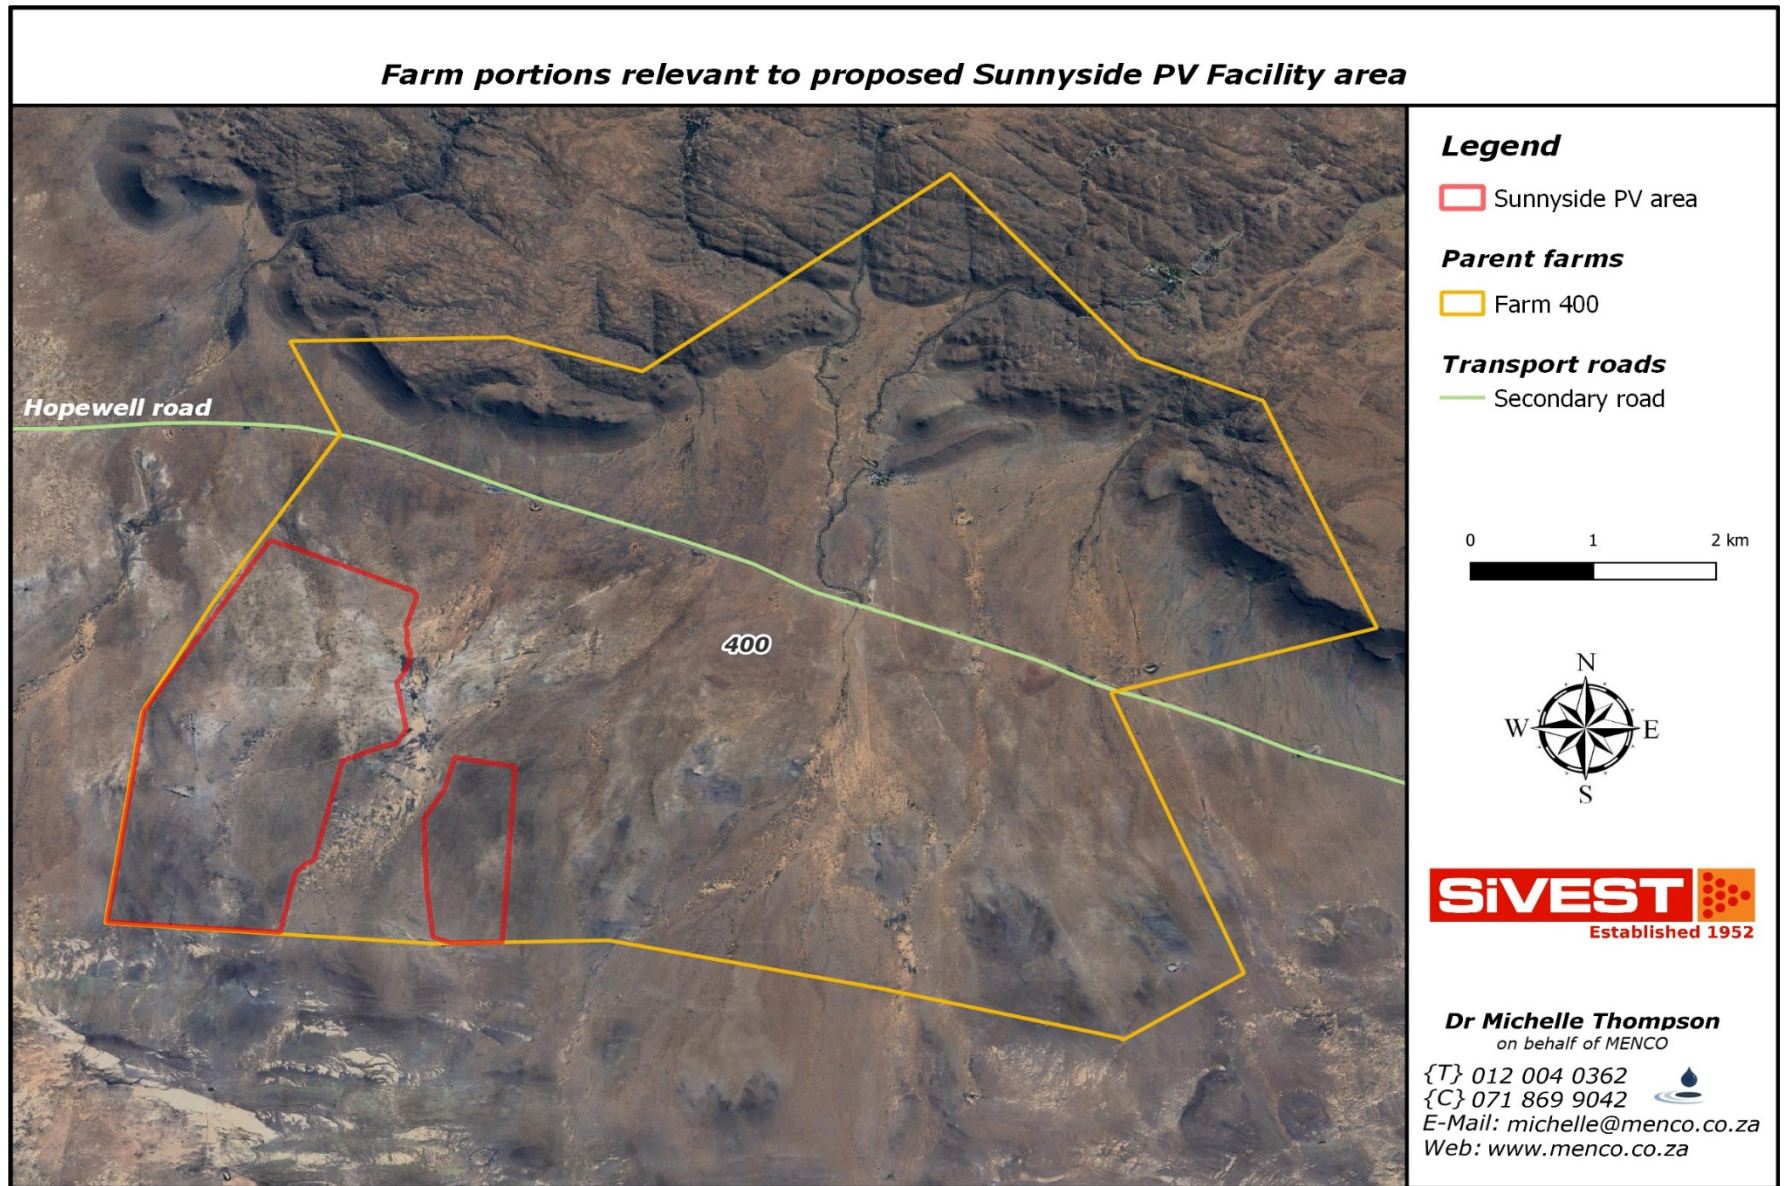 Farm portions relevant to proposed Sunnyside PV Facility area
Hopewell road
400
Legend
Sunnyside PV area
Parent farms
Farm 400
Transport roads
Secondary road
0 1 2 km
N
W E
S
SiVEST
Established 1952
Dr Michelle Thompson
on behalf of MENCO
{T} 012 004 0362
{C} 071 869 9042
E-Mail: michelle@menco.co.za
Web: www.menco.co.za